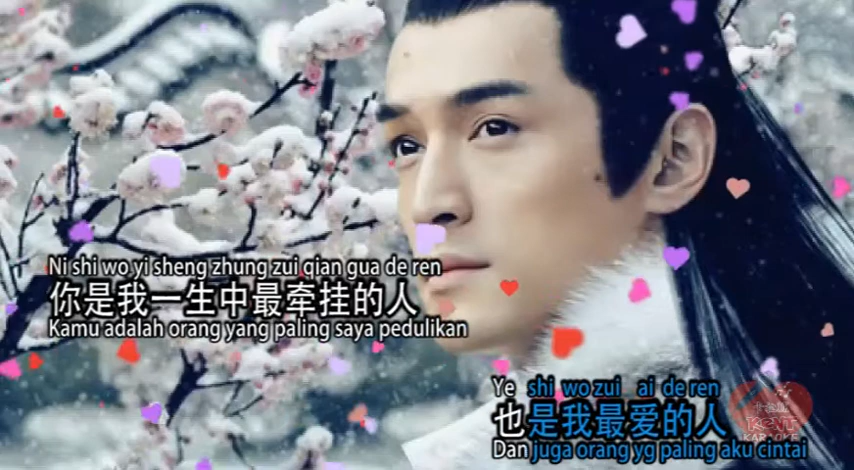 Ni shi wo yi sheng zhung zui qian gua de ren
你是我一生中最牵挂的人
Kamu adalah orang yang paling saya pedulikan
Ye shi wo zui ai de ren
也是我最爱的人
Dan juga orang yg paling aku cintai
KENT
KARAOKE